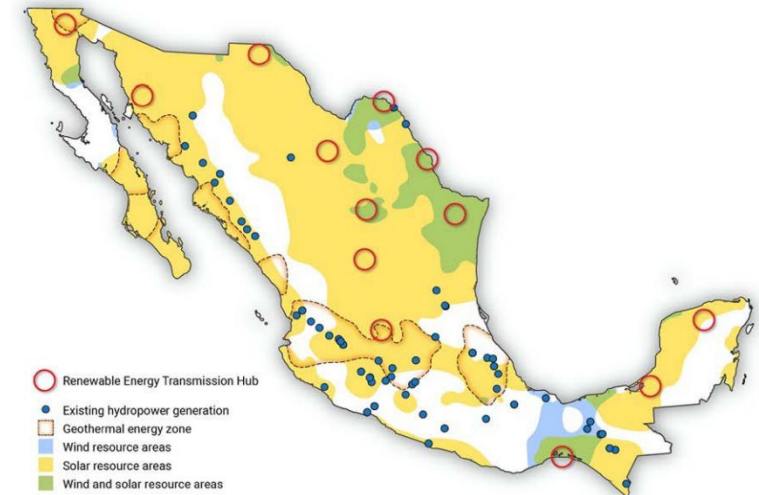 Renewable Energy Transmission Hub
Existing hydropower generation
Geothermal energy zone
Wind resource areas
Solar resource areas
Wind and solar resource areas